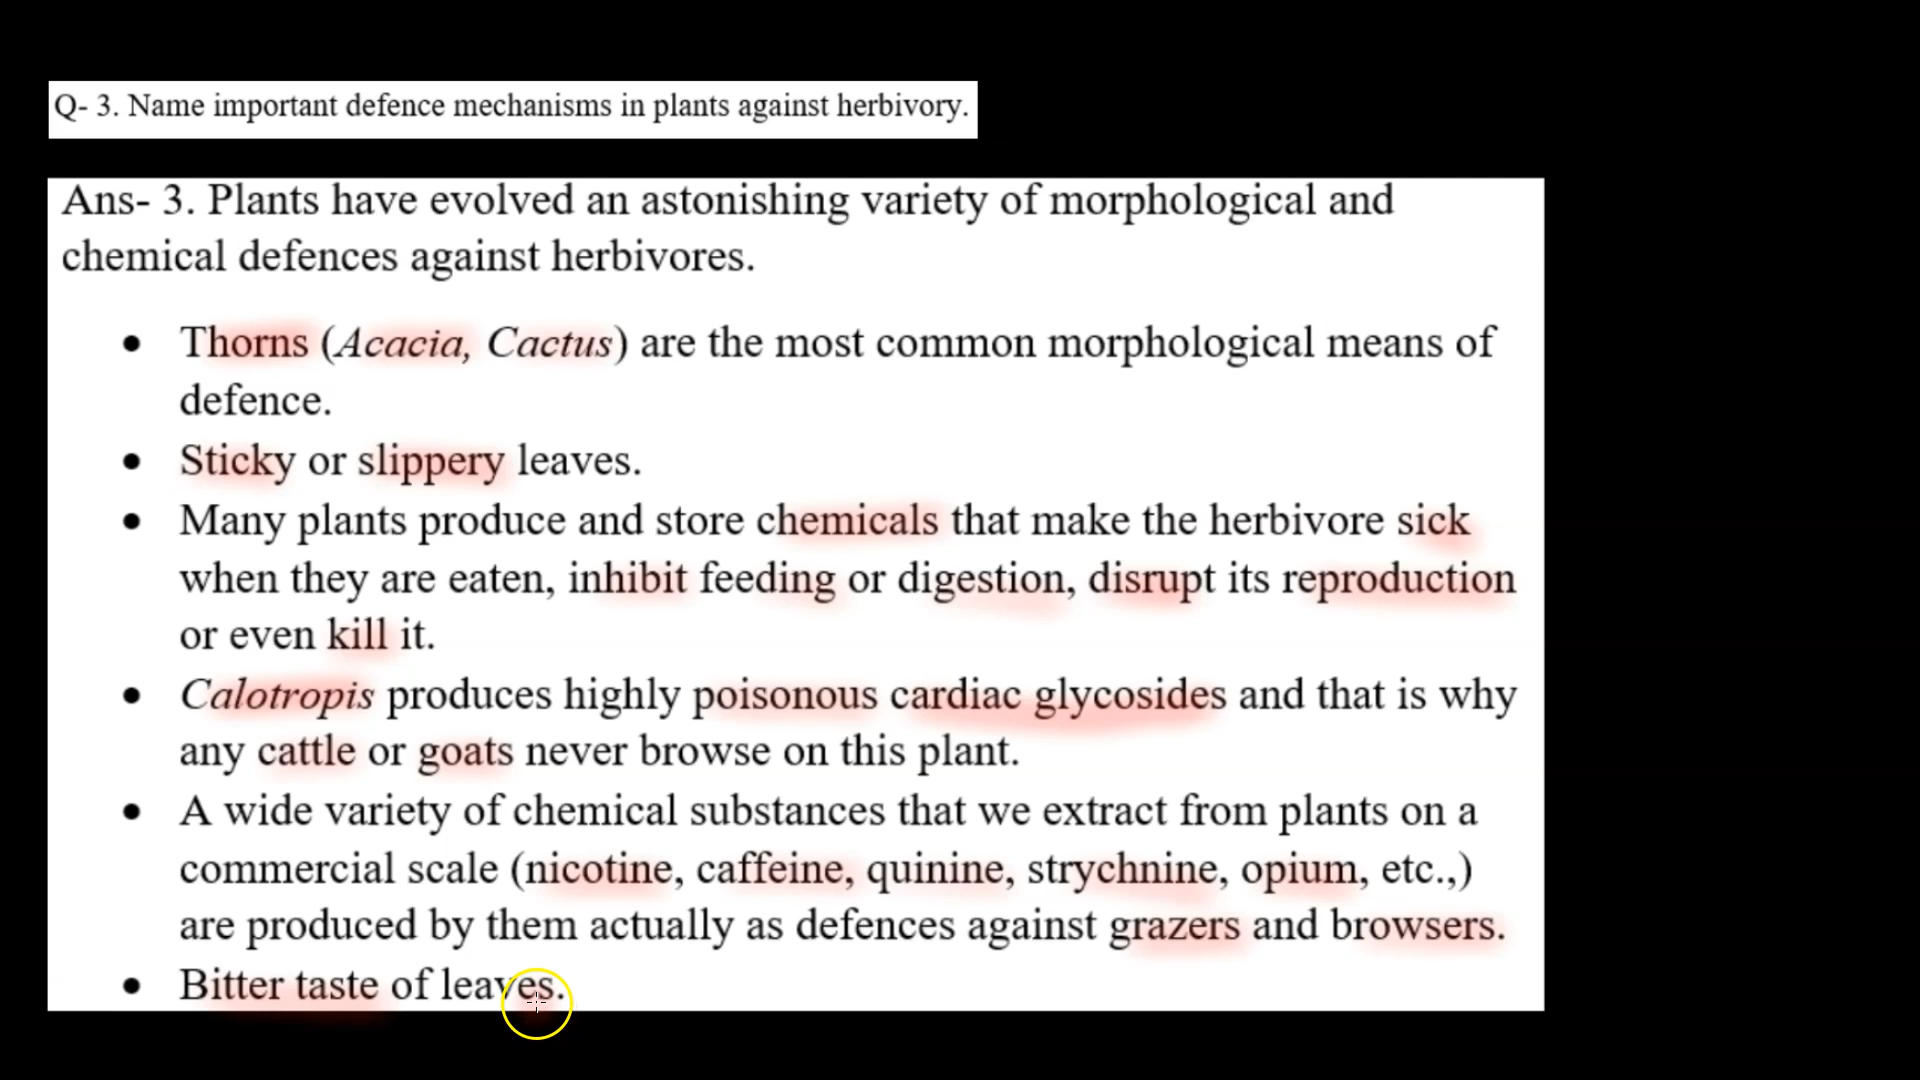 Q- 3. Name important defence mechanisms in plants against herbivory.
Ans- 3. Plants have evolved an astonishing variety of morphological and
chemical defences against herbivores.
• Thorns (Acacia, Cactus) are the most common morphological means of
defence.
• Sticky or slippery leaves.
• Many plants produce and store chemicals that make the herbivore sick
when they are eaten, inhibit feeding or digestion, disrupt its reproduction
or even kill it.
• Calotropis produces highly poisonous cardiac glycosides and that is why
any cattle or goats never browse on this plant.
• A wide variety of chemical substances that we extract from plants on a
commercial scale (nicotine, caffeine, quinine, strychnine, opium, etc.,)
are produced by them actually as defences against grazers and browsers.
• Bitter taste of leaves.